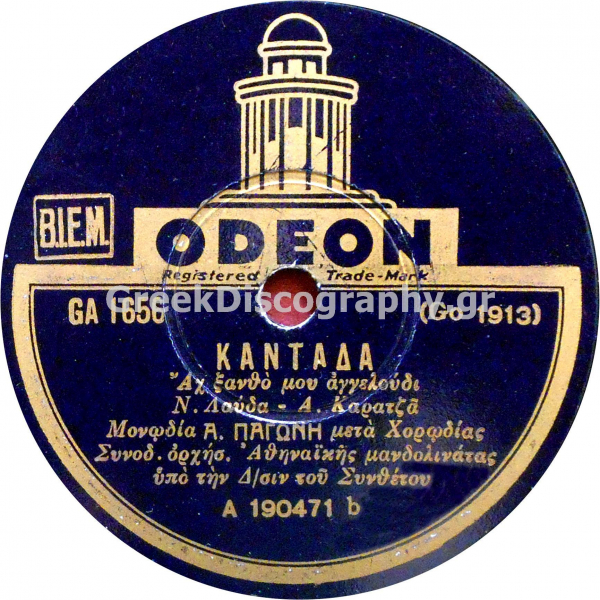 B.I.E.M.
ODEON
Registered Trade-Mark
GreekDiscography.gr
GA 1656 (Go 1913)
ΚΑΝΤΑΔΑ
Ἄχ ξανθὸ μου ἀγγελούδι
Ν. Λαύδα - Α. Καρατζᾶ
Μονῳδία Α. ΠΑΓΩΝΗ μετὰ Χορῳδίας
Συνοδ. ὀρχήσ. Ἀθηναϊκῆς μανδολινάτας
ὑπὸ τὴν Δ/σιν τοῦ Συνθέτου
A 190471 b